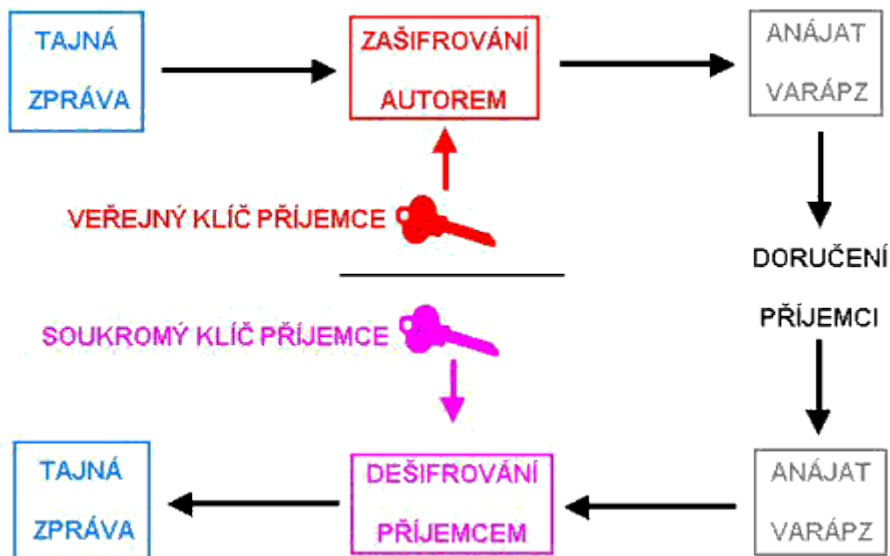 TAJNÁ
ZPRÁVA
ZAŠIFROVÁNÍ
AUTOREM
ANÁJAT
VARÁPZ
VEŘEJNÝ KLÍČ PŘÍJEMCE
DORUČENÍ
PŘÍJEMCI
SOUKROMÝ KLÍČ PŘÍJEMCE
TAJNÁ
ZPRÁVA
DEŠIFROVÁNÍ
PŘÍJEMCEM
ANÁJAT
VARÁPZ